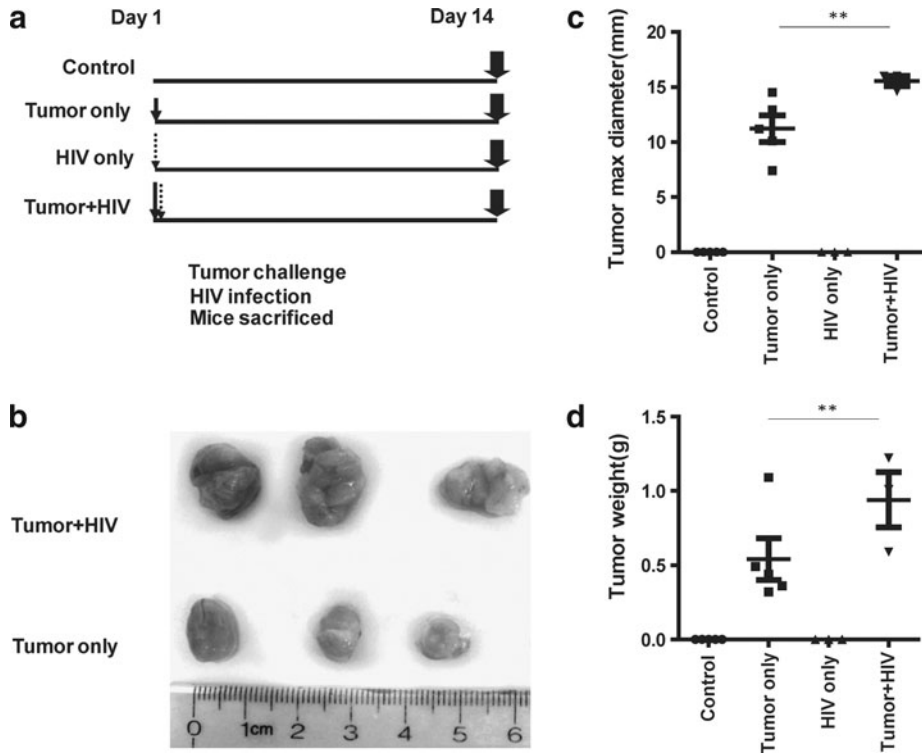 a
Day 1 Day 14
Control
Tumor only
HIV only
Tumor+HIV
Tumor challenge
HIV infection
Mice sacrificed
b
Tumor+HIV
Tumor only
0 1cm 2 3 4 5 6
c
**
Tumor max diameter(mm)
20
15
10
5
0
Control
Tumor only
HIV only
Tumor+HIV
d
**
Tumor weight(g)
1.5
1.0
0.5
0.0
Control
Tumor only
HIV only
Tumor+HIV